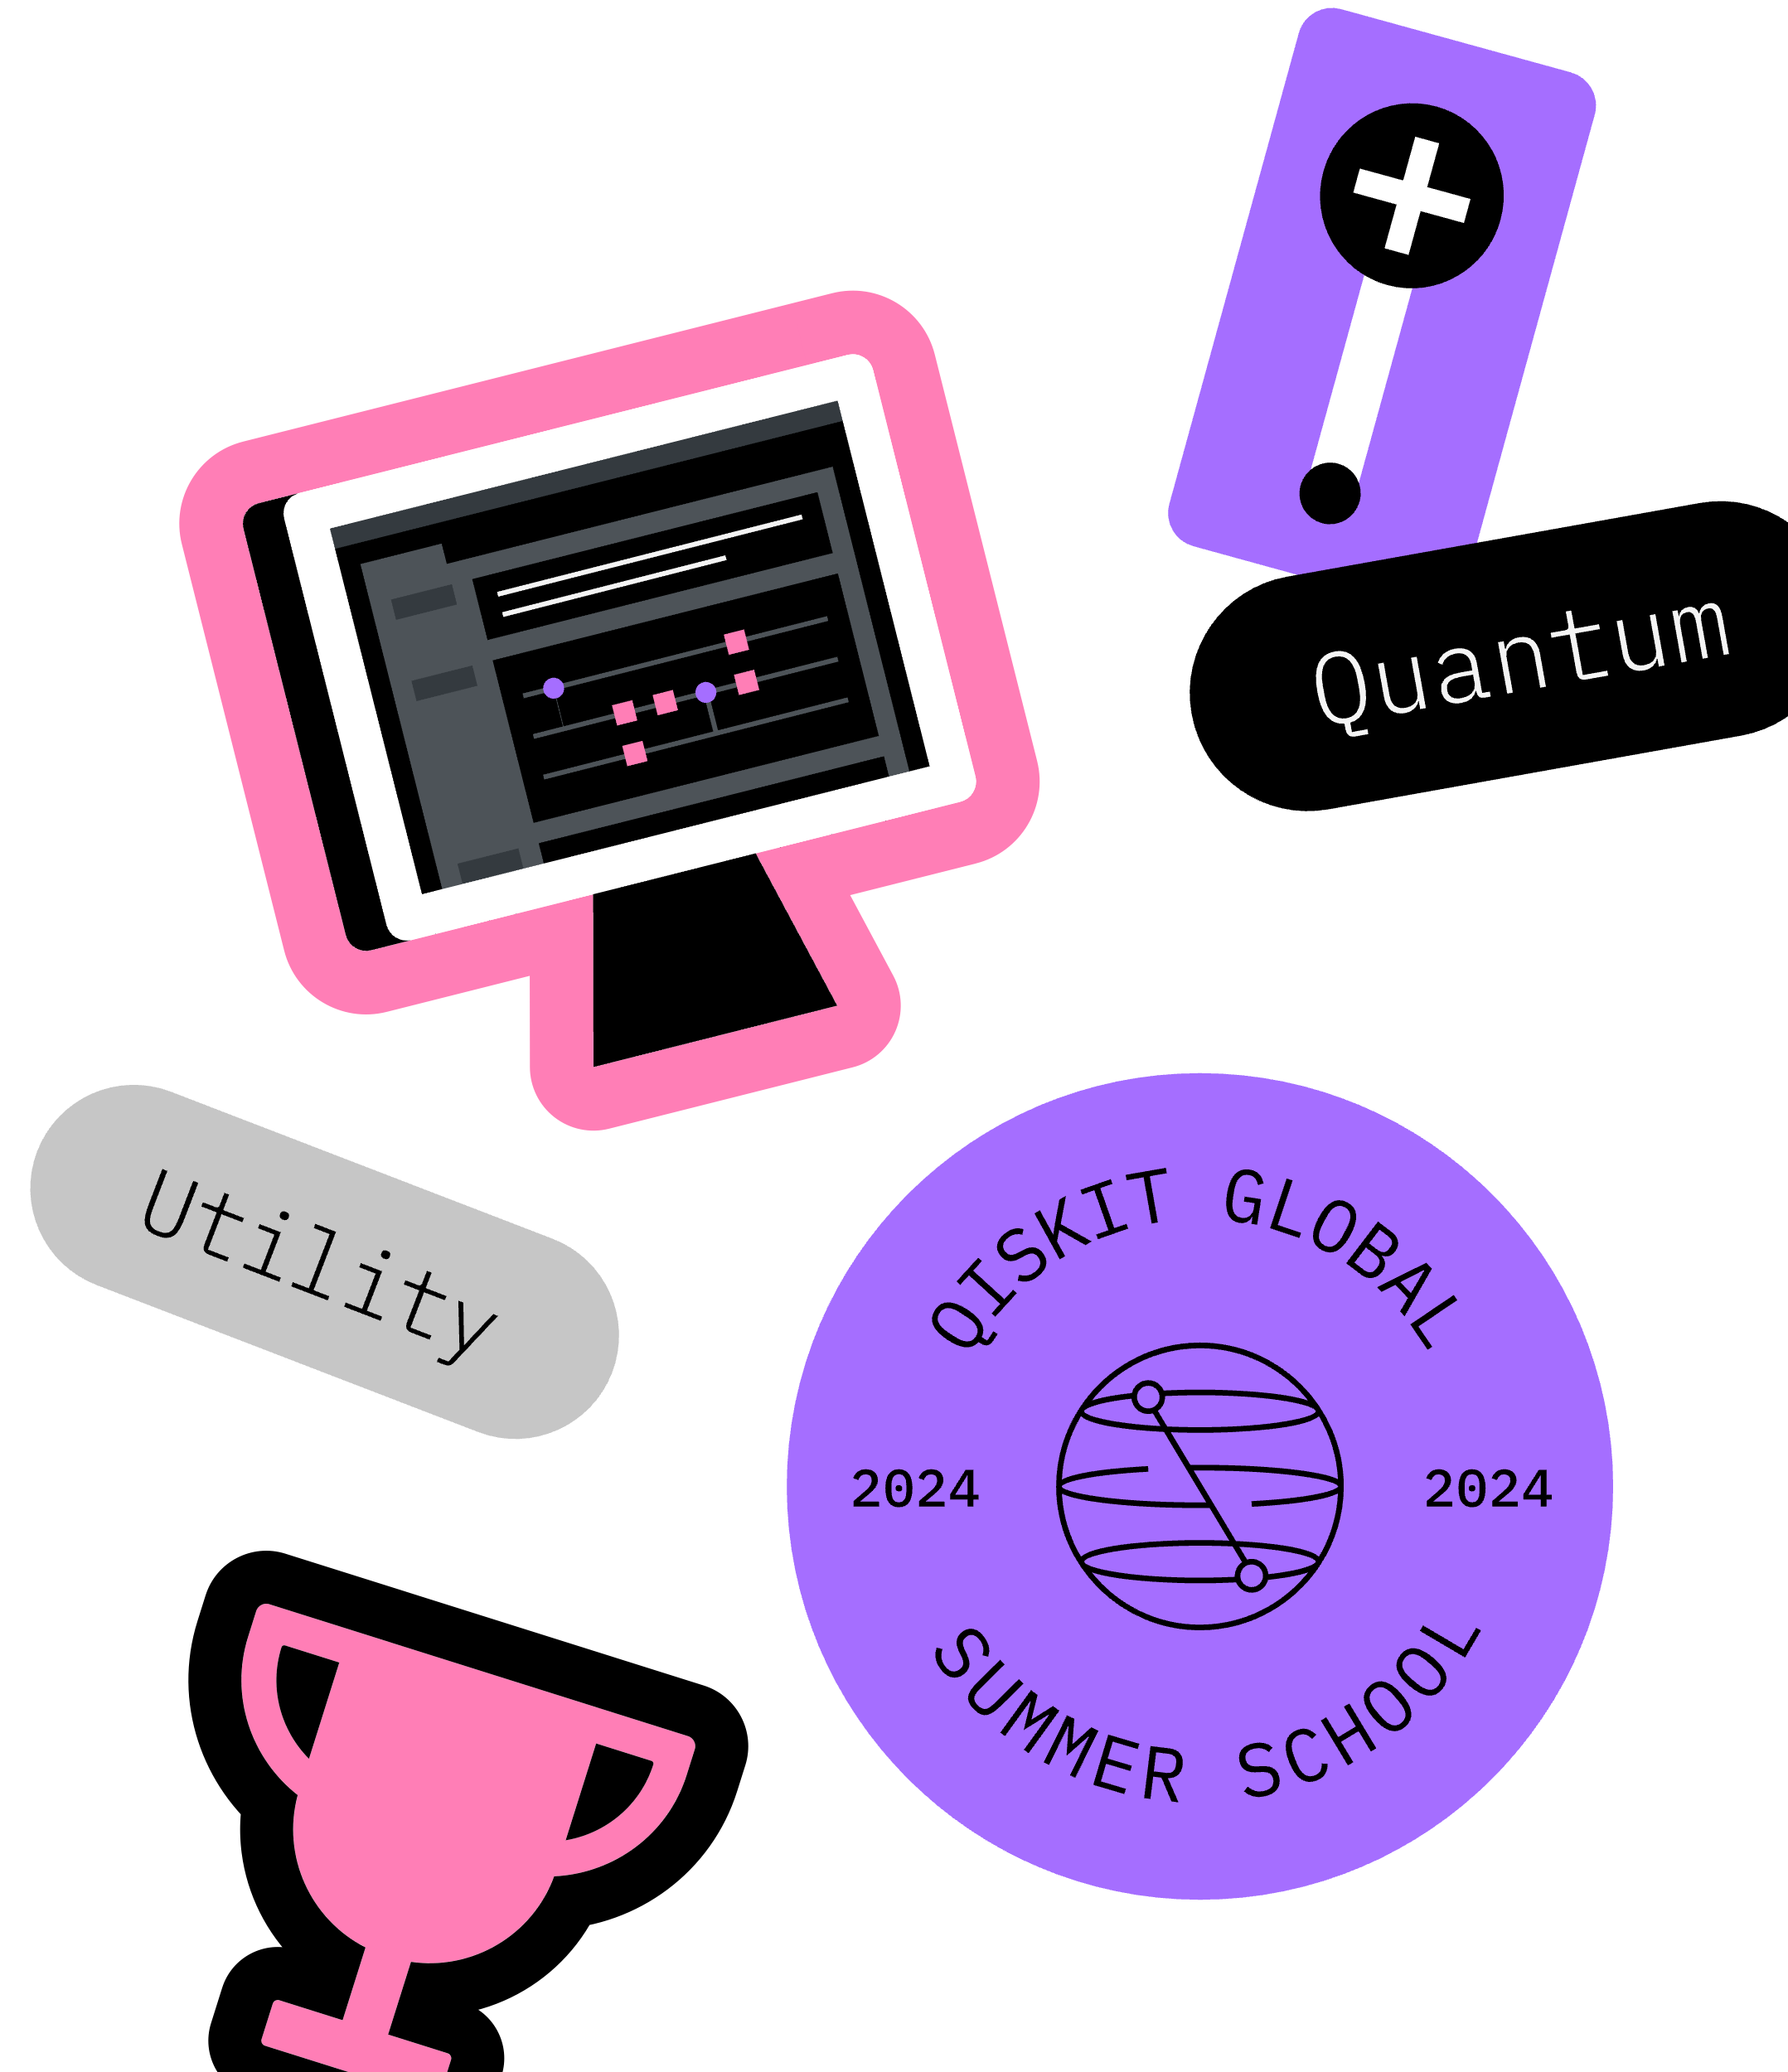 Quantum
Utility
QISKIT GLOBAL
2024
2024
SUMMER SCHOOL